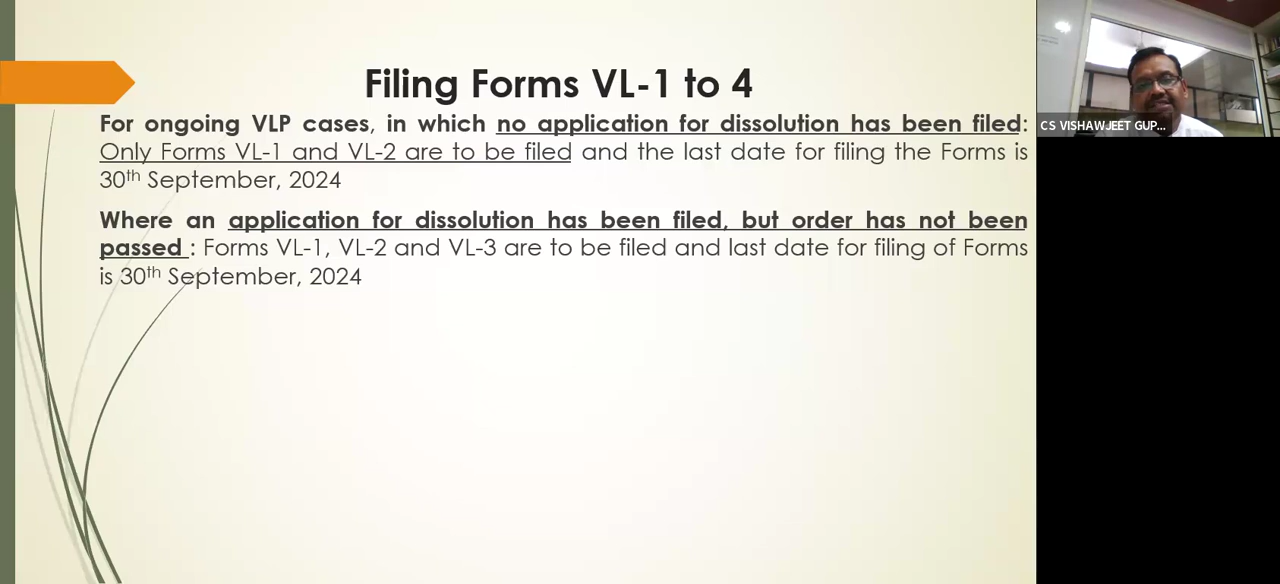 Filing Forms VL-1 to 4
For ongoing VLP cases, in which no application for dissolution has been filed:
Only Forms VL-1 and VL-2 are to be filed and the last date for filing the Forms is
30th September, 2024
Where an application for dissolution has been filed, but order has not been
passed : Forms VL-1, VL-2 and VL-3 are to be filed and last date for filing of Forms
is 30th September, 2024
CS VISHAWJEET GUP...